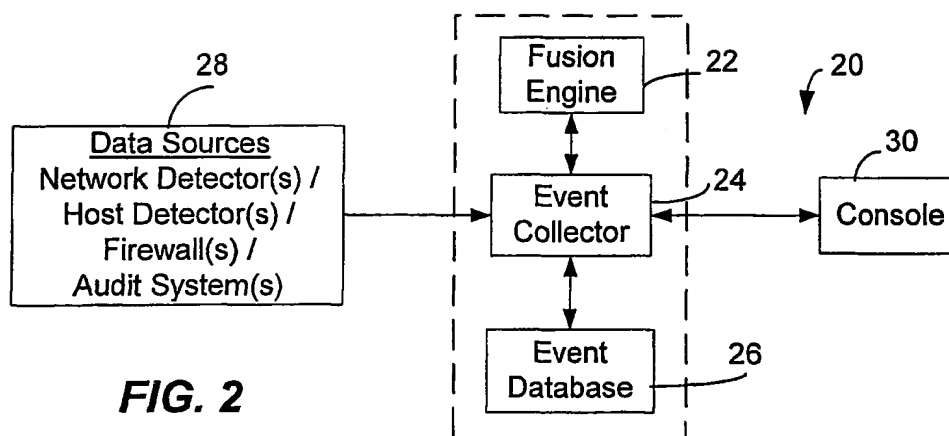 28
Data Sources
Network Detector(s) /
Host Detector(s) /
Firewall(s) /
Audit System(s)
Fusion
Engine
22
20
Event
Collector
24
30
Console
Event
Database
26
FIG. 2